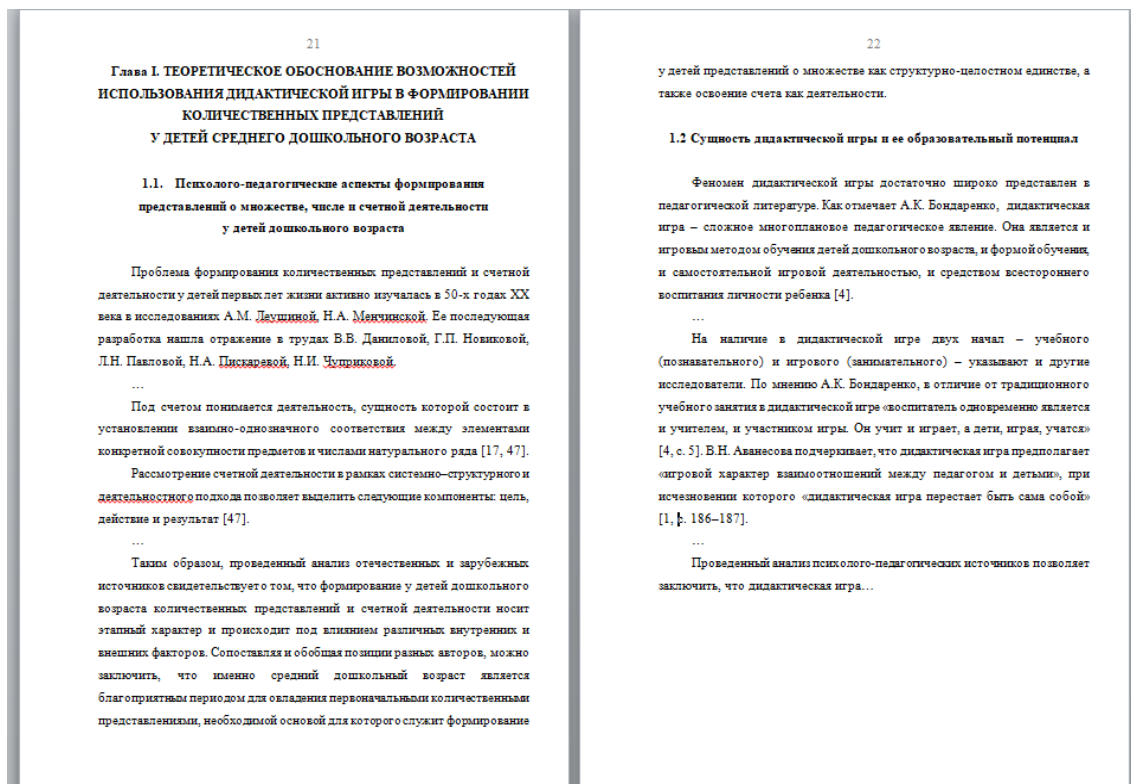 21
Глава I. ТЕОРЕТИЧЕСКОЕ ОБОСНОВАНИЕ ВОЗМОЖНОСТЕЙ
ИСПОЛЬЗОВАНИЯ ДИДАКТИЧЕСКОЙ ИГРЫ В ФОРМИРОВАНИИ
КОЛИЧЕСТВЕННЫХ ПРЕДСТАВЛЕНИЙ
У ДЕТЕЙ СРЕДНЕГО ДОШКОЛЬНОГО ВОЗРАСТА
1.1. Психолого-педагогические аспекты формирования
представлений о множестве, числе и счетной деятельности
у детей дошкольного возраста
Проблема формирования количественных представлений и счетной
деятельности у детей первых лет жизни активно изучалась в 50-х годах XX
века в исследованиях А.М. Леушиной, Н.А. Менчинской. Ее последующая
разработка нашла отражение в трудах В.В. Даниловой, Г.П. Новиковой,
Л.Н. Павловой, Н.А. Пискаревой, Н.И. Чуприковой.
…
Под счетом понимается деятельность, сущность которой состоит в
установлении взаимно-однозначного соответствия между элементами
конкретной совокупности предметов и числами натурального ряда [17, 47].
Рассмотрение счетной деятельности в рамках системно–структурного и
деятельностного подхода позволяет выделить следующие компоненты: цель,
действие и результат [47].
…
Таким образом, проведенный анализ отечественных и зарубежных
источников свидетельствует о том, что формирование у детей дошкольного
возраста количественных представлений и счетной деятельности носит
этапный характер и происходит под влиянием различных внутренних и
внешних факторов. Сопоставляя и обобщая позиции разных авторов, можно
заключить, что именно средний дошкольный возраст является
благоприятным периодом для овладения первоначальными количественными
представлениями, необходимой основой для которого служит формирование
22
у детей представлений о множестве как структурно-целостном единстве, а
также освоение счета как деятельности.
1.2 Сущность дидактической игры и ее образовательный потенциал
Феномен дидактической игры достаточно широко представлен в
педагогической литературе. Как отмечает А.К. Бондаренко, дидактическая
игра – сложное многоплановое педагогическое явление. Она является и
игровым методом обучения детей дошкольного возраста, и формой обучения,
и самостоятельной игровой деятельностью, и средством всестороннего
воспитания личности ребенка [4].
…
На наличие в дидактической игре двух начал – учебного
(познавательного) и игрового (занимательного) – указывают и другие
исследователи. По мнению А.К. Бондаренко, в отличие от традиционного
учебного занятия в дидактической игре «воспитатель одновременно является
и учителем, и участником игры. Он учит и играет, а дети, играя, учатся»
[4, с. 5]. В.Н. Аванесова подчеркивает, что дидактическая игра предполагает
«игровой характер взаимоотношений между педагогом и детьми», при
исчезновении которого «дидактическая игра перестает быть сама собой»
[1, с. 186–187].
…
Проведенный анализ психолого-педагогических источников позволяет
заключить, что дидактическая игра…